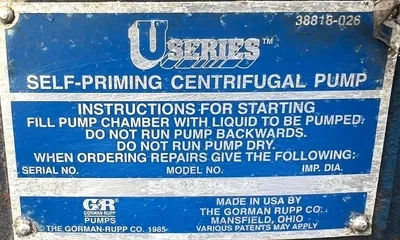 38818-026
U SERIES™
SELF-PRIMING CENTRIFUGAL PUMP
INSTRUCTIONS FOR STARTING
FILL PUMP CHAMBER WITH LIQUID TO BE PUMPED.
DO NOT RUN PUMP BACKWARDS.
DO NOT RUN PUMP DRY.
WHEN ORDERING REPAIRS GIVE THE FOLLOWING:
SERIAL NO. MODEL NO. IMP. DIA.
GR
GORMAN-RUPP
PUMPS
© THE GORMAN-RUPP CO. 1985
MADE IN USA BY
THE GORMAN RUPP CO.
MANSFIELD, OHIO
VARIOUS PATENTS MAY APPLY